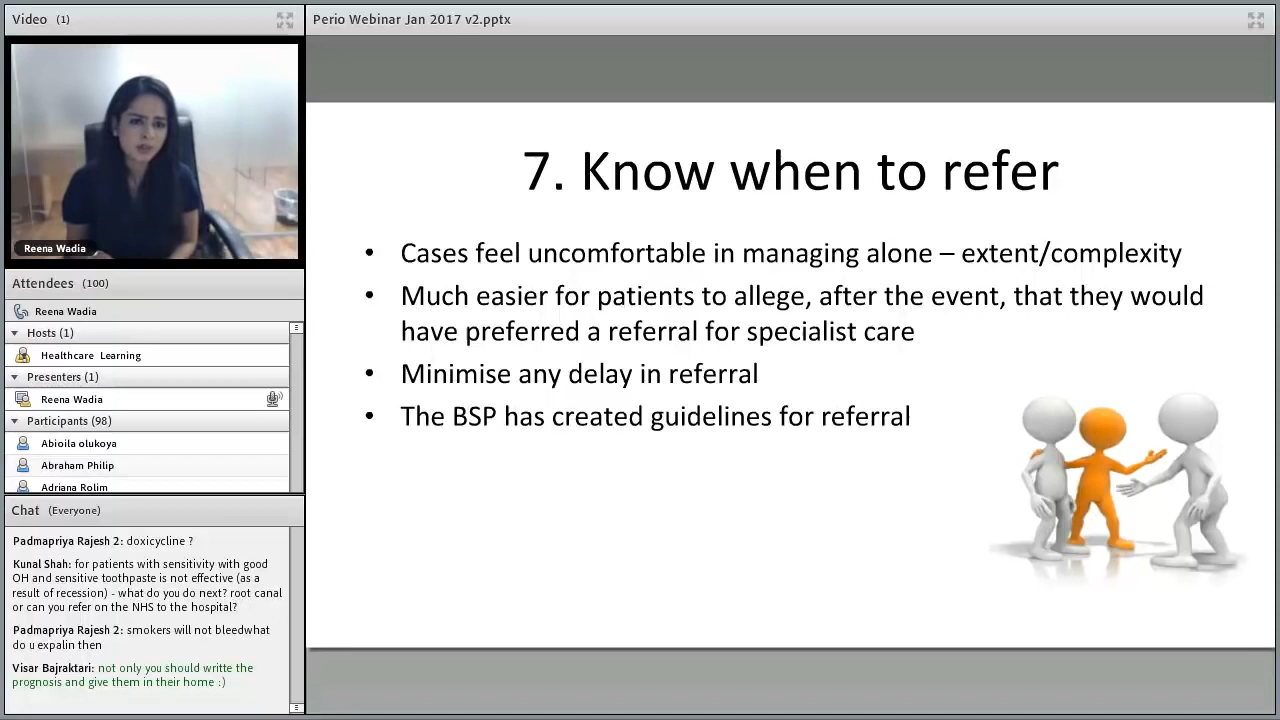 Video (1)
Reena Wadia
Attendees (100)
Reena Wadia
Hosts (1)
Healthcare Learning
Presenters (1)
Reena Wadia
Participants (98)
Abioila olukoya
Abraham Philip
Adriana Rolim
Chat (Everyone)
Padmapriya Rajesh 2: doxicycline ?
Kunal Shah: for patients with sensitivity with good
OH and sensitive toothpaste is not effective (as a
result of recession) - what do you do next? root canal
or can you refer on the NHS to the hospital?
Padmapriya Rajesh 2: smokers will not bleedwhat
do u expalin then
Visar Bajraktari: not only you should writte the
prognosis and give them in their home :)
Perio Webinar Jan 2017 v2.pptx
7. Know when to refer
• Cases feel uncomfortable in managing alone – extent/complexity
• Much easier for patients to allege, after the event, that they would
have preferred a referral for specialist care
• Minimise any delay in referral
• The BSP has created guidelines for referral